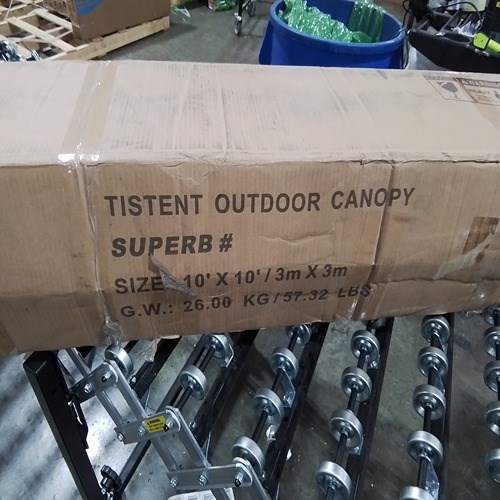 TISTENT OUTDOOR CANOPY
SUPERB #
SIZE 10' X 10' / 3m X 3m
G.W.: 26.00 KG / 57.32 LBS